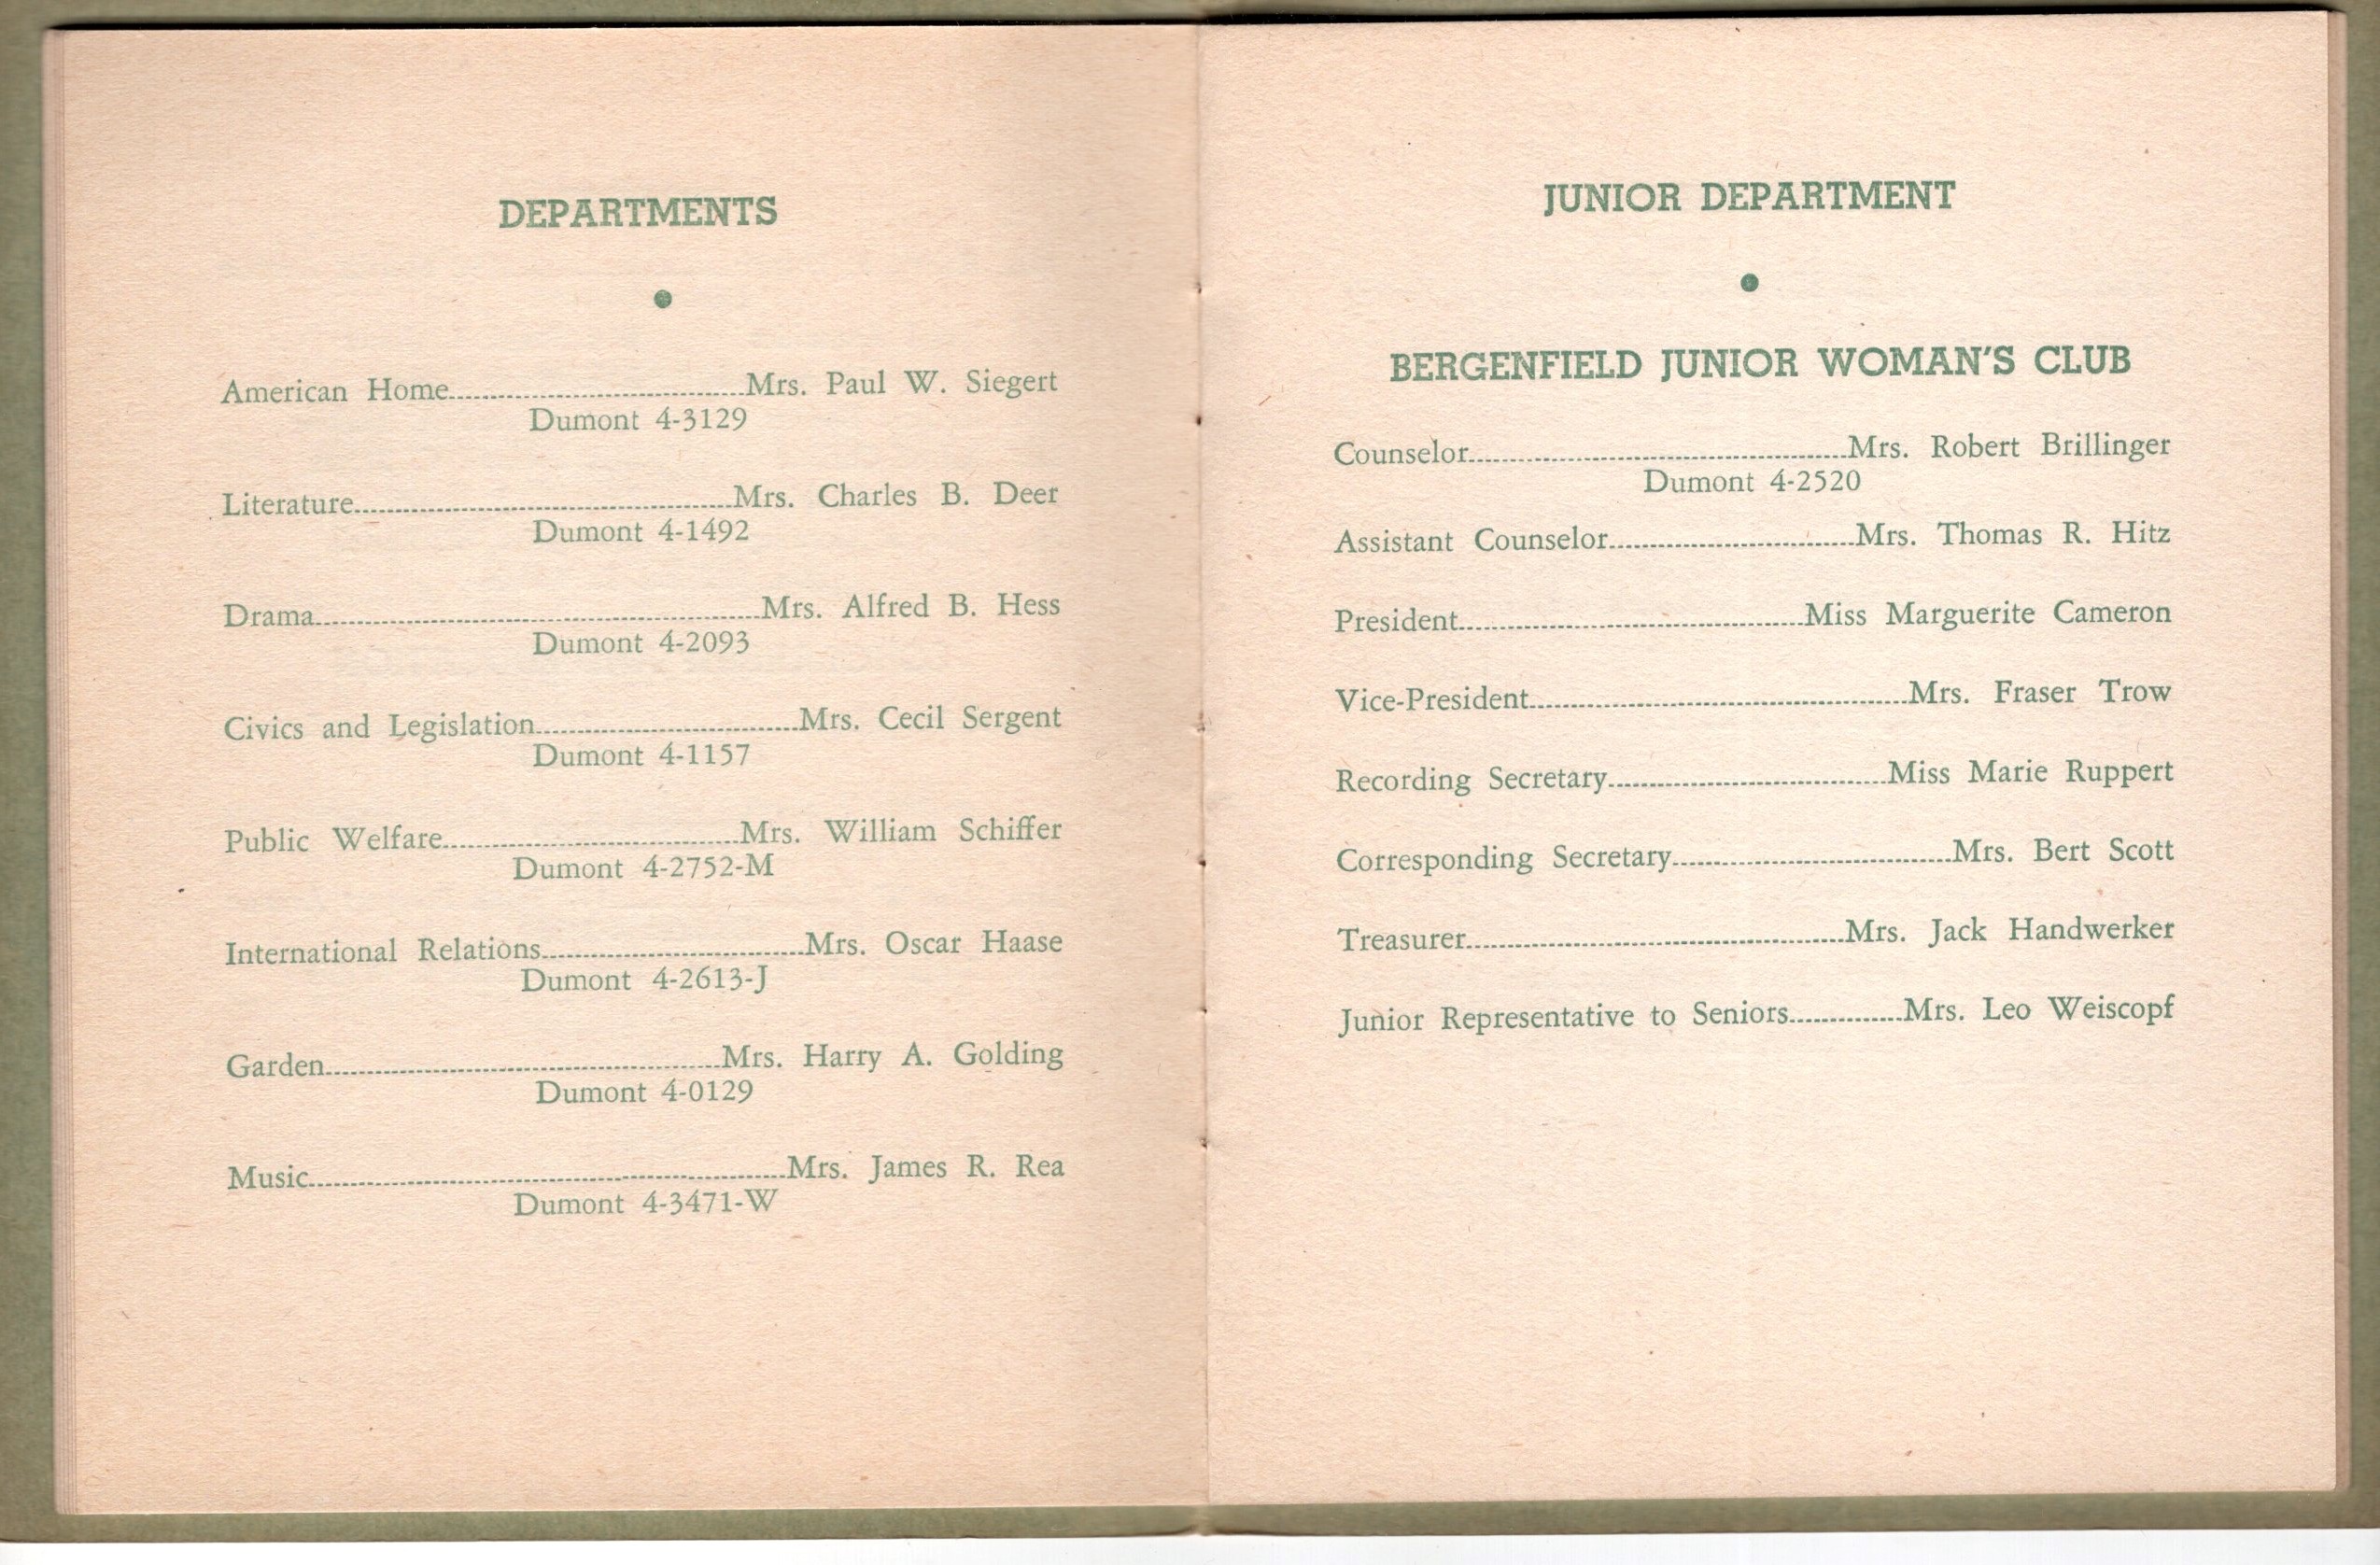 DEPARTMENTS
American Home Mrs. Paul W. Siegert
Dumont 4-3129
Literature Mrs. Charles B. Deer
Dumont 4-1492
Drama Mrs. Alfred B. Hess
Dumont 4-2093
Civics and Legislation Mrs. Cecil Sergent
Dumont 4-1157
Public Welfare Mrs. William Schiffer
Dumont 4-2752-M
International Relations Mrs. Oscar Haase
Dumont 4-2613-J
Garden Mrs. Harry A. Golding
Dumont 4-0129
Music Mrs. James R. Rea
Dumont 4-3471-W
JUNIOR DEPARTMENT
BERGENFIELD JUNIOR WOMAN'S CLUB
Counselor Mrs. Robert Brillinger
Dumont 4-2520
Assistant Counselor Mrs. Thomas R. Hitz
President Miss Marguerite Cameron
Vice-President Mrs. Fraser Trow
Recording Secretary Miss Marie Ruppert
Corresponding Secretary Mrs. Bert Scott
Treasurer Mrs. Jack Handwerker
Junior Representative to Seniors Mrs. Leo Weiscopf